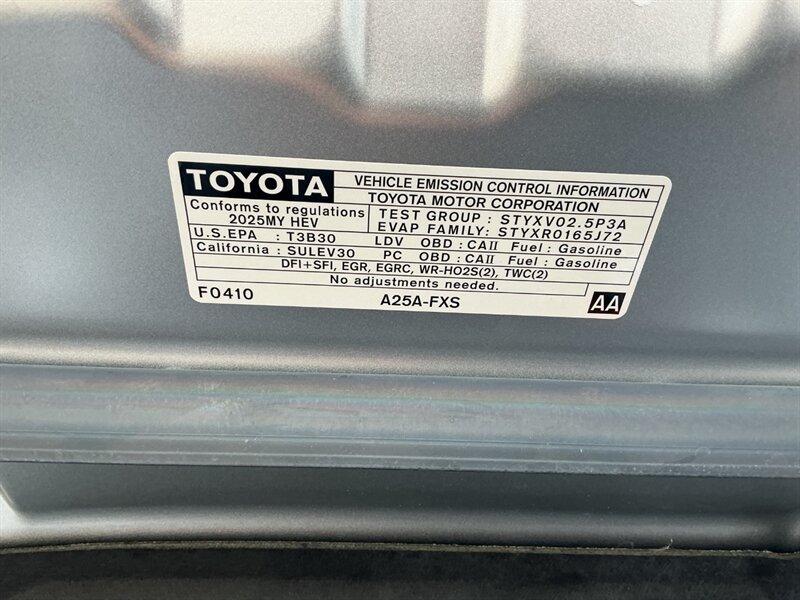 TOYOTA VEHICLE EMISSION CONTROL INFORMATION
TOYOTA MOTOR CORPORATION
Conforms to regulations
2025MY HEV
TEST GROUP : STYXV02.5P3A
EVAP FAMILY: STYXR0165J72
U.S.EPA : T3B30 LDV OBD : CAII Fuel : Gasoline
California : SULEV30 PC OBD : CAII Fuel : Gasoline
DFI+SFI, EGR, EGRC, WR-HO2S(2), TWC(2)
No adjustments needed.
F0410 A25A-FXS AA